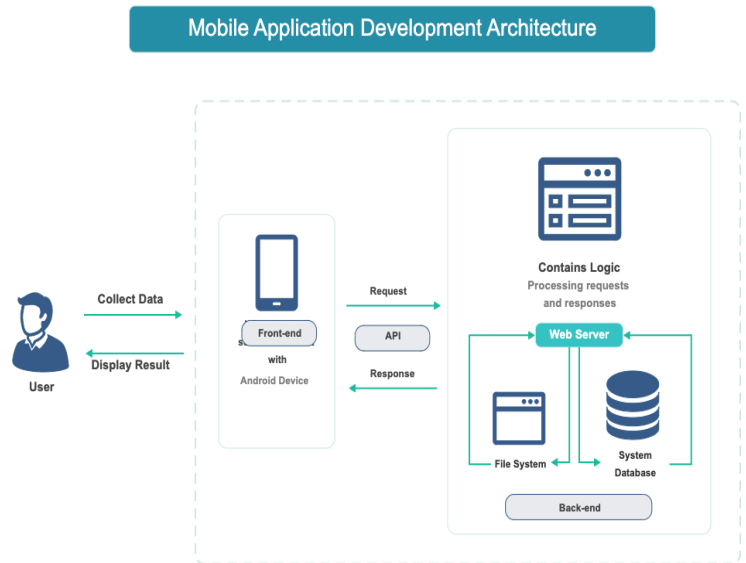 Mobile Application Development Architecture
Collect Data
Display Result
User
Front-end
with
Android Device
Request
API
Response
Contains Logic
Processing requests
and responses
Web Server
File System
System
Database
Back-end